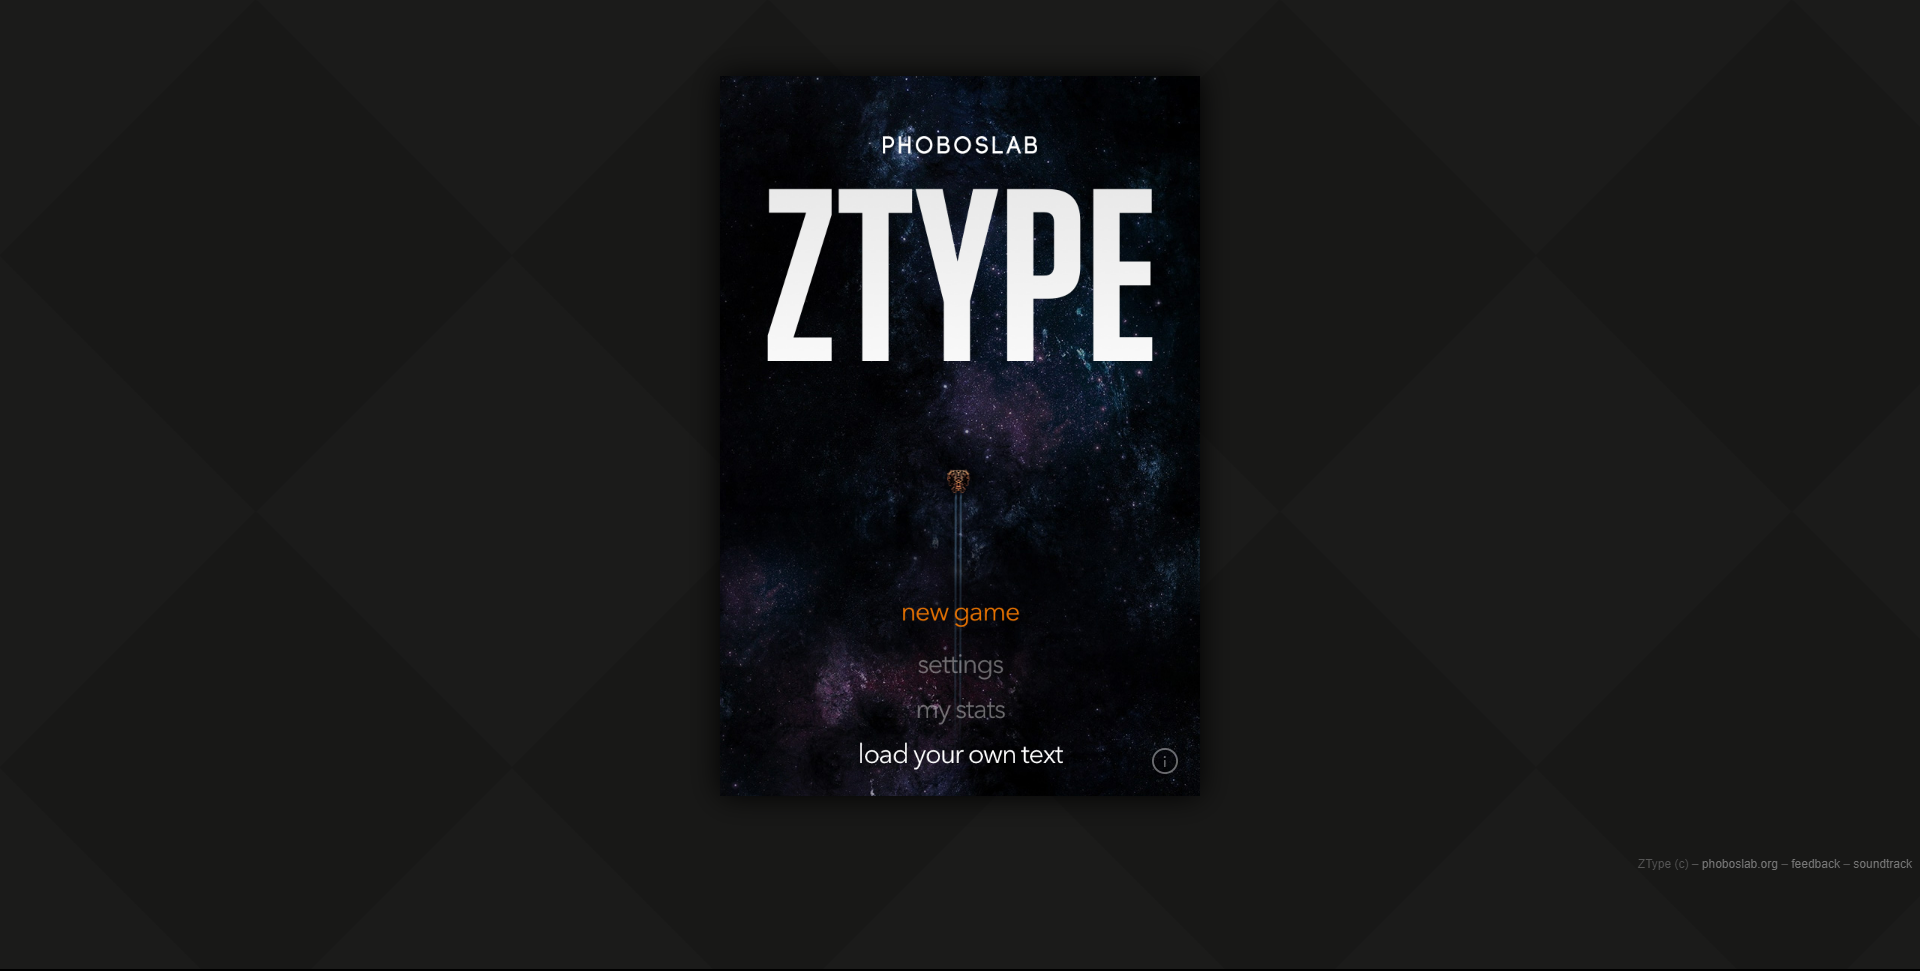 PHOBOSLAB
ZTYPE
new game
settings
my stats
load your own text
i
ZType (c) – phoboslab.org – feedback – soundtrack